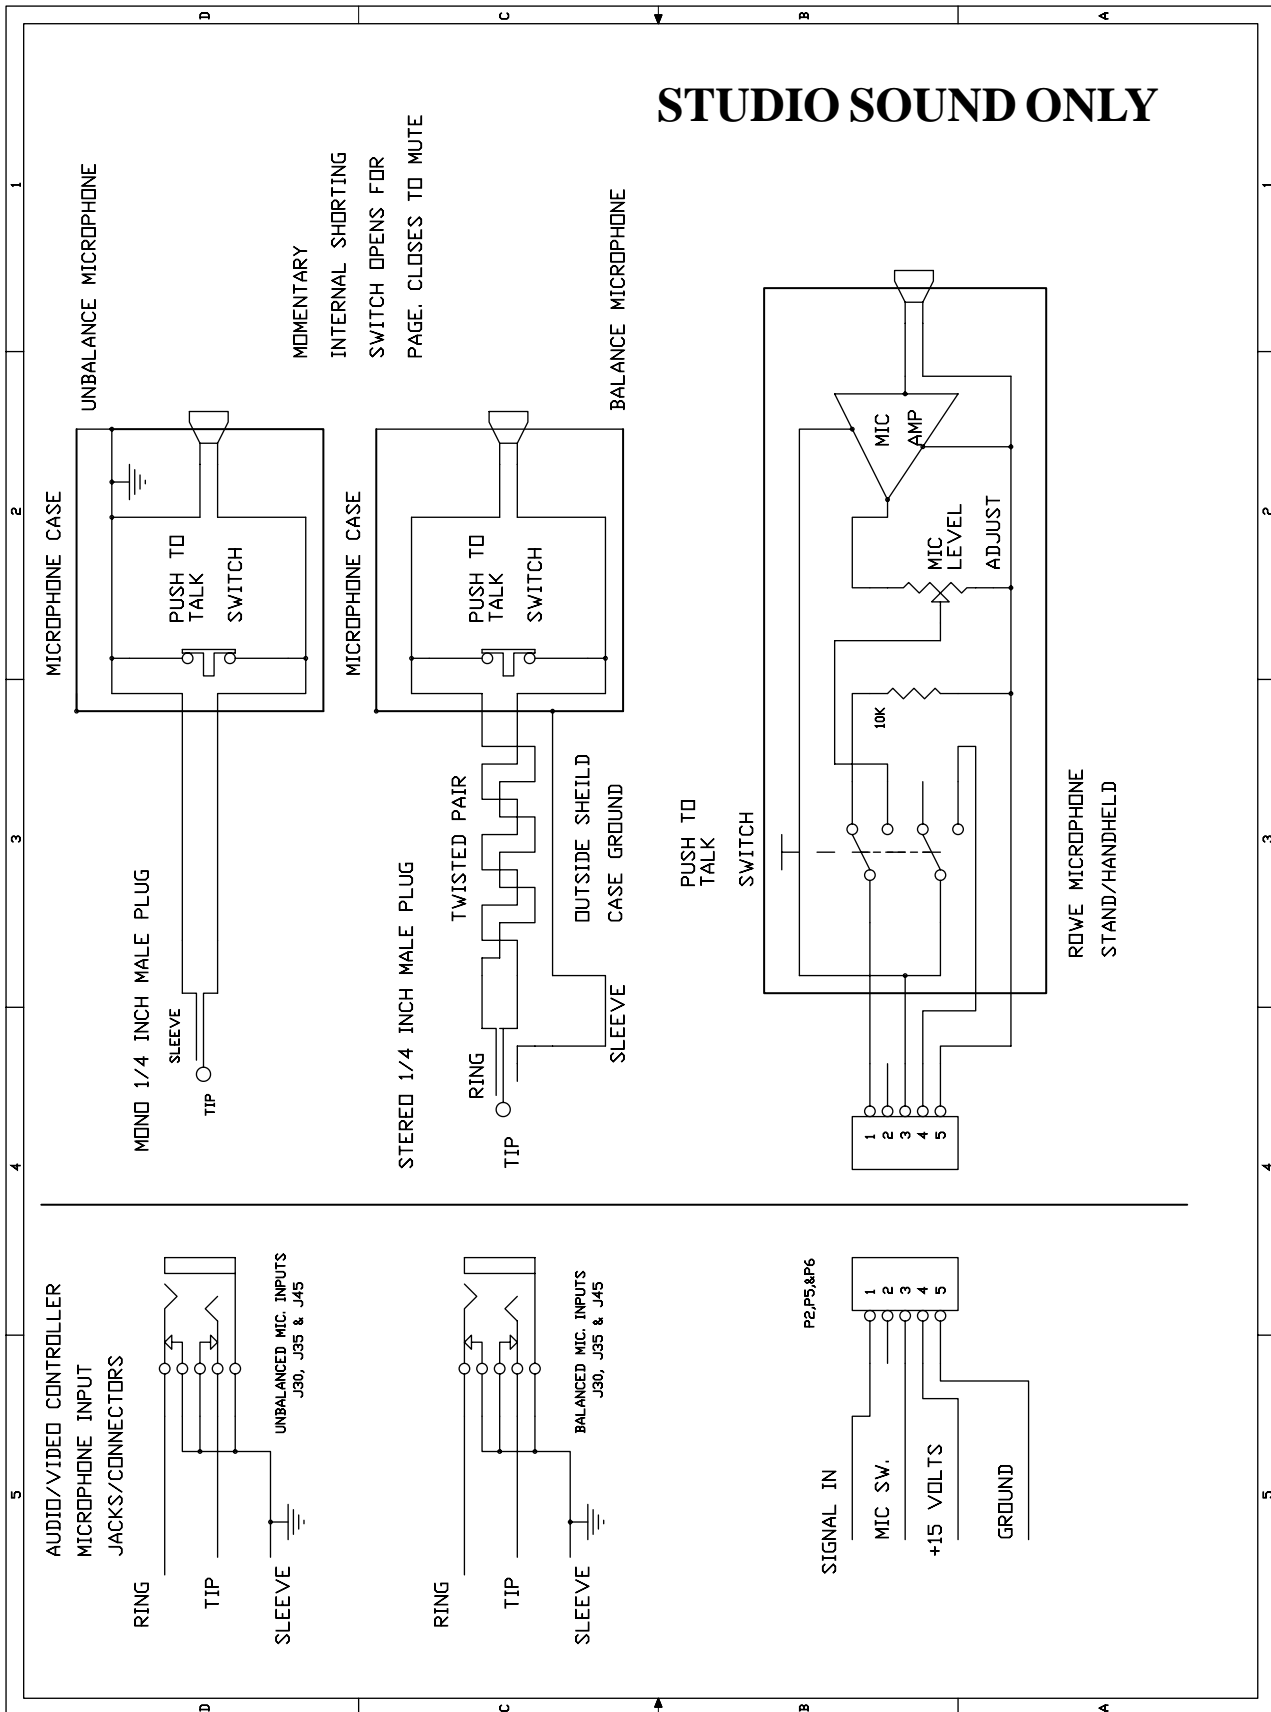 STUDIO SOUND ONLY
D
C
B
A
1
2
3
4
5
1
2
3
4
5
D
C
B
A
AUDIO/VIDEO CONTROLLER
MICROPHONE INPUT
JACKS/CONNECTORS
RING
TIP
SLEEVE
UNBALANCED MIC. INPUTS
J30, J35 & J45
MONO 1/4 INCH MALE PLUG
SLEEVE
TIP
MICROPHONE CASE
PUSH TO
TALK
SWITCH
UNBALANCE MICROPHONE
MOMENTARY
INTERNAL SHORTING
SWITCH OPENS FOR
PAGE. CLOSES TO MUTE
RING
TIP
SLEEVE
BALANCED MIC. INPUTS
J30, J35 & J45
STEREO 1/4 INCH MALE PLUG
RING
TIP
SLEEVE
TWISTED PAIR
OUTSIDE SHEILD
CASE GROUND
MICROPHONE CASE
PUSH TO
TALK
SWITCH
BALANCE MICROPHONE
P2,P5,&P6
1
2
3
4
5
SIGNAL IN
MIC SW.
+15 VOLTS
GROUND
1
2
3
4
5
PUSH TO
TALK
SWITCH
10K
MIC
LEVEL
ADJUST
MIC
AMP
ROWE MICROPHONE
STAND/HANDHELD